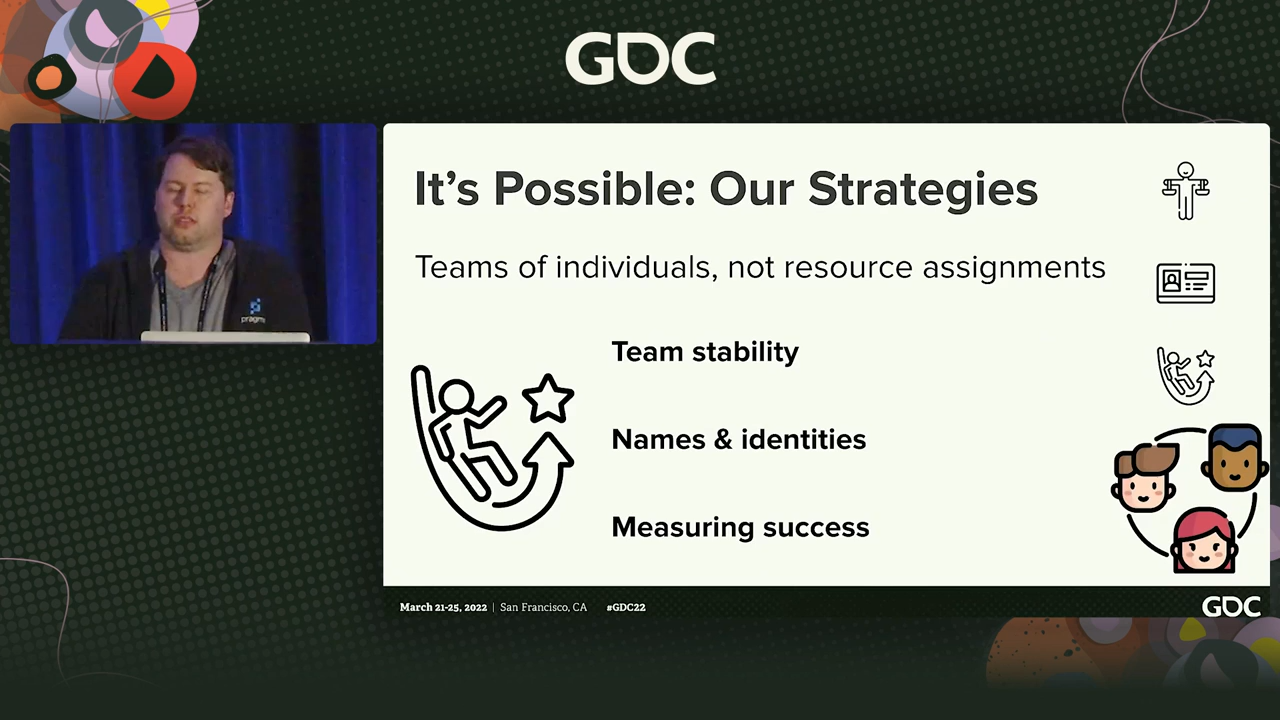 GDC
It's Possible: Our Strategies
Teams of individuals, not resource assignments
Team stability
Names & identities
Measuring success
March 21-25, 2022 | San Francisco, CA #GDC22
GDC